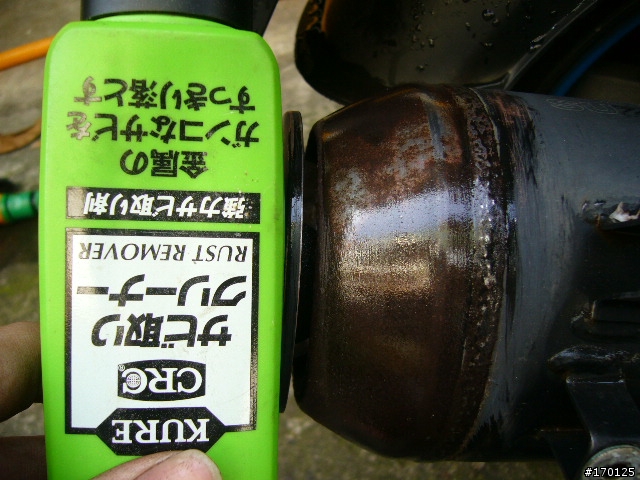 KURE
CRC®
サビ取り
クリーナー
RUST REMOVER
強力サビ取り剤
金属の
ガンコなサビを
すっきり落とす
#170125